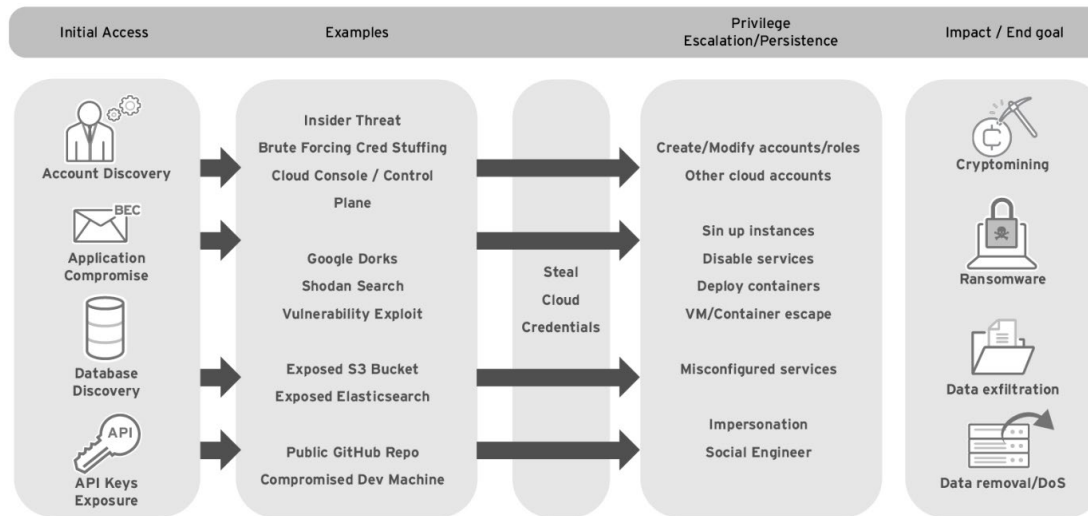 Initial Access
Examples
Privilege
Escalation/Persistence
Impact / End goal
Account Discovery
BEC
Application
Compromise
Database
Discovery
API
API Keys
Exposure
Insider Threat
Brute Forcing Cred Stuffing
Cloud Console / Control
Plane
Google Dorks
Shodan Search
Vulnerability Exploit
Exposed S3 Bucket
Exposed Elasticsearch
Public GitHub Repo
Compromised Dev Machine
Steal
Cloud
Credentials
Create/Modify accounts/roles
Other cloud accounts
Sin up instances
Disable services
Deploy containers
VM/Container escape
Misconfigured services
Impersonation
Social Engineer
Cryptomining
Ransomware
Data exfiltration
Data removal/DoS